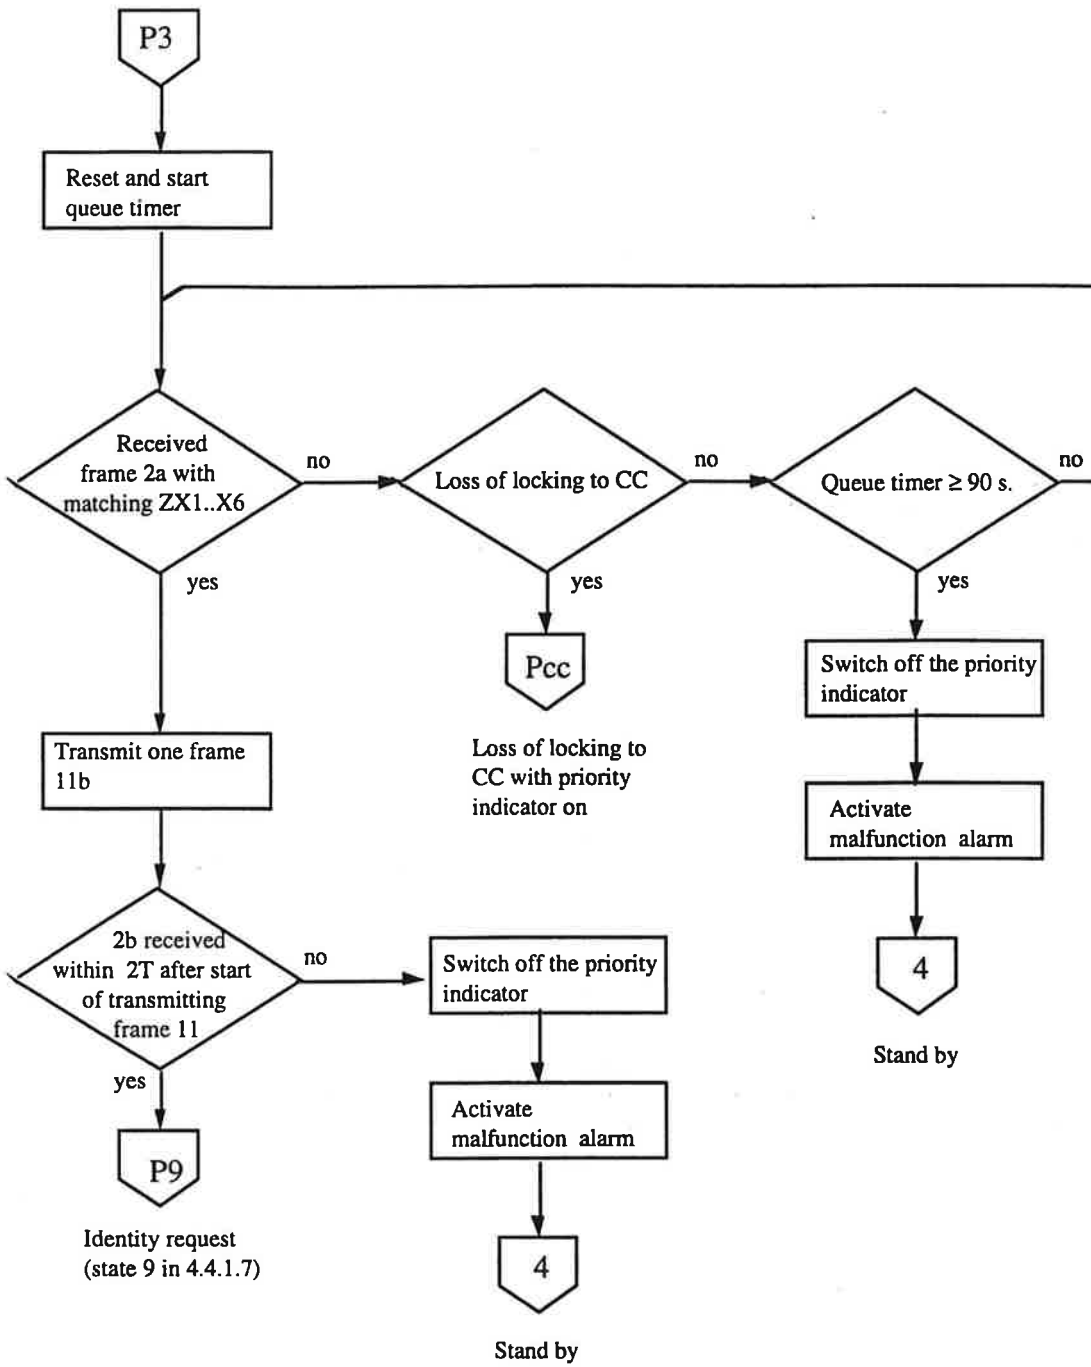 P3
Reset and start
queue timer
Received
frame 2a with
matching ZX1..X6
no
Loss of locking to CC
no
Queue timer ≥ 90 s.
no
yes
yes
yes
Pcc
Loss of locking to
CC with priority
indicator on
Switch off the priority
indicator
Activate
malfunction alarm
4
Stand by
Transmit one frame
11b
2b received
within 2T after start
of transmitting
frame 11
no
Switch off the priority
indicator
Activate
malfunction alarm
4
Stand by
yes
P9
Identity request
(state 9 in 4.4.1.7)